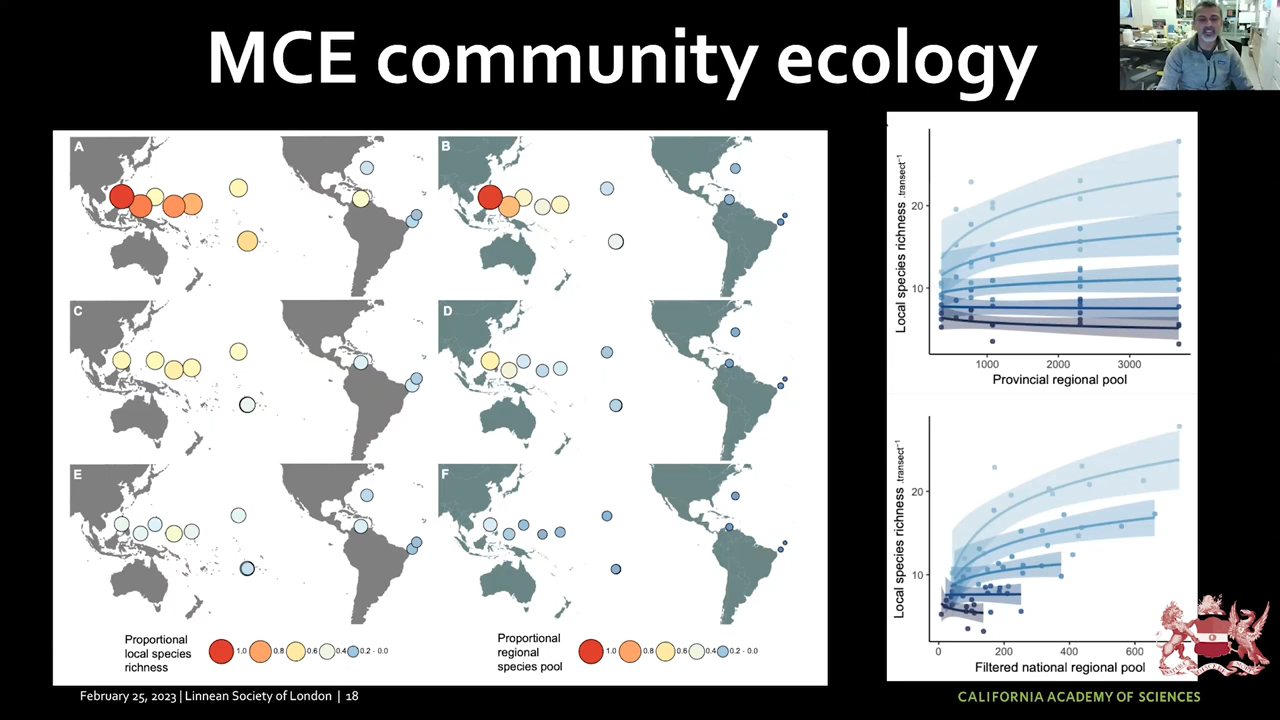 MCE community ecology
A
B
C
D
E
F
Proportional
local species
richness
1.0
0.8
0.6
0.4
0.2 - 0.0
Proportional
regional
species pool
1.0
0.8
0.6
0.4
0.2 - 0.0
Local species richness .transect⁻¹
20
10
1000
2000
3000
Provincial regional pool
Local species richness .transect⁻¹
20
10
0
200
400
600
Filtered national regional pool
February 25, 2023 | Linnean Society of London | 18
CALIFORNIA ACADEMY OF SCIENCES